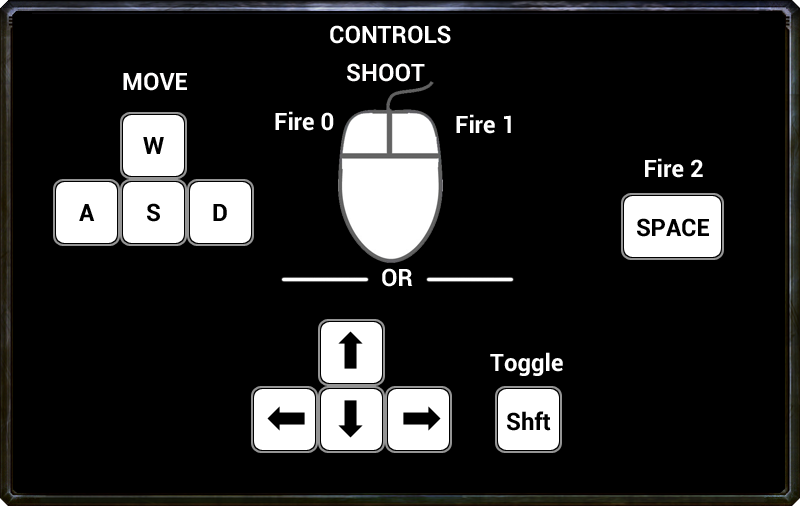 CONTROLS
SHOOT
MOVE
Fire 0
Fire 1
W
A S D
Fire 2
SPACE
OR
Toggle
Shft